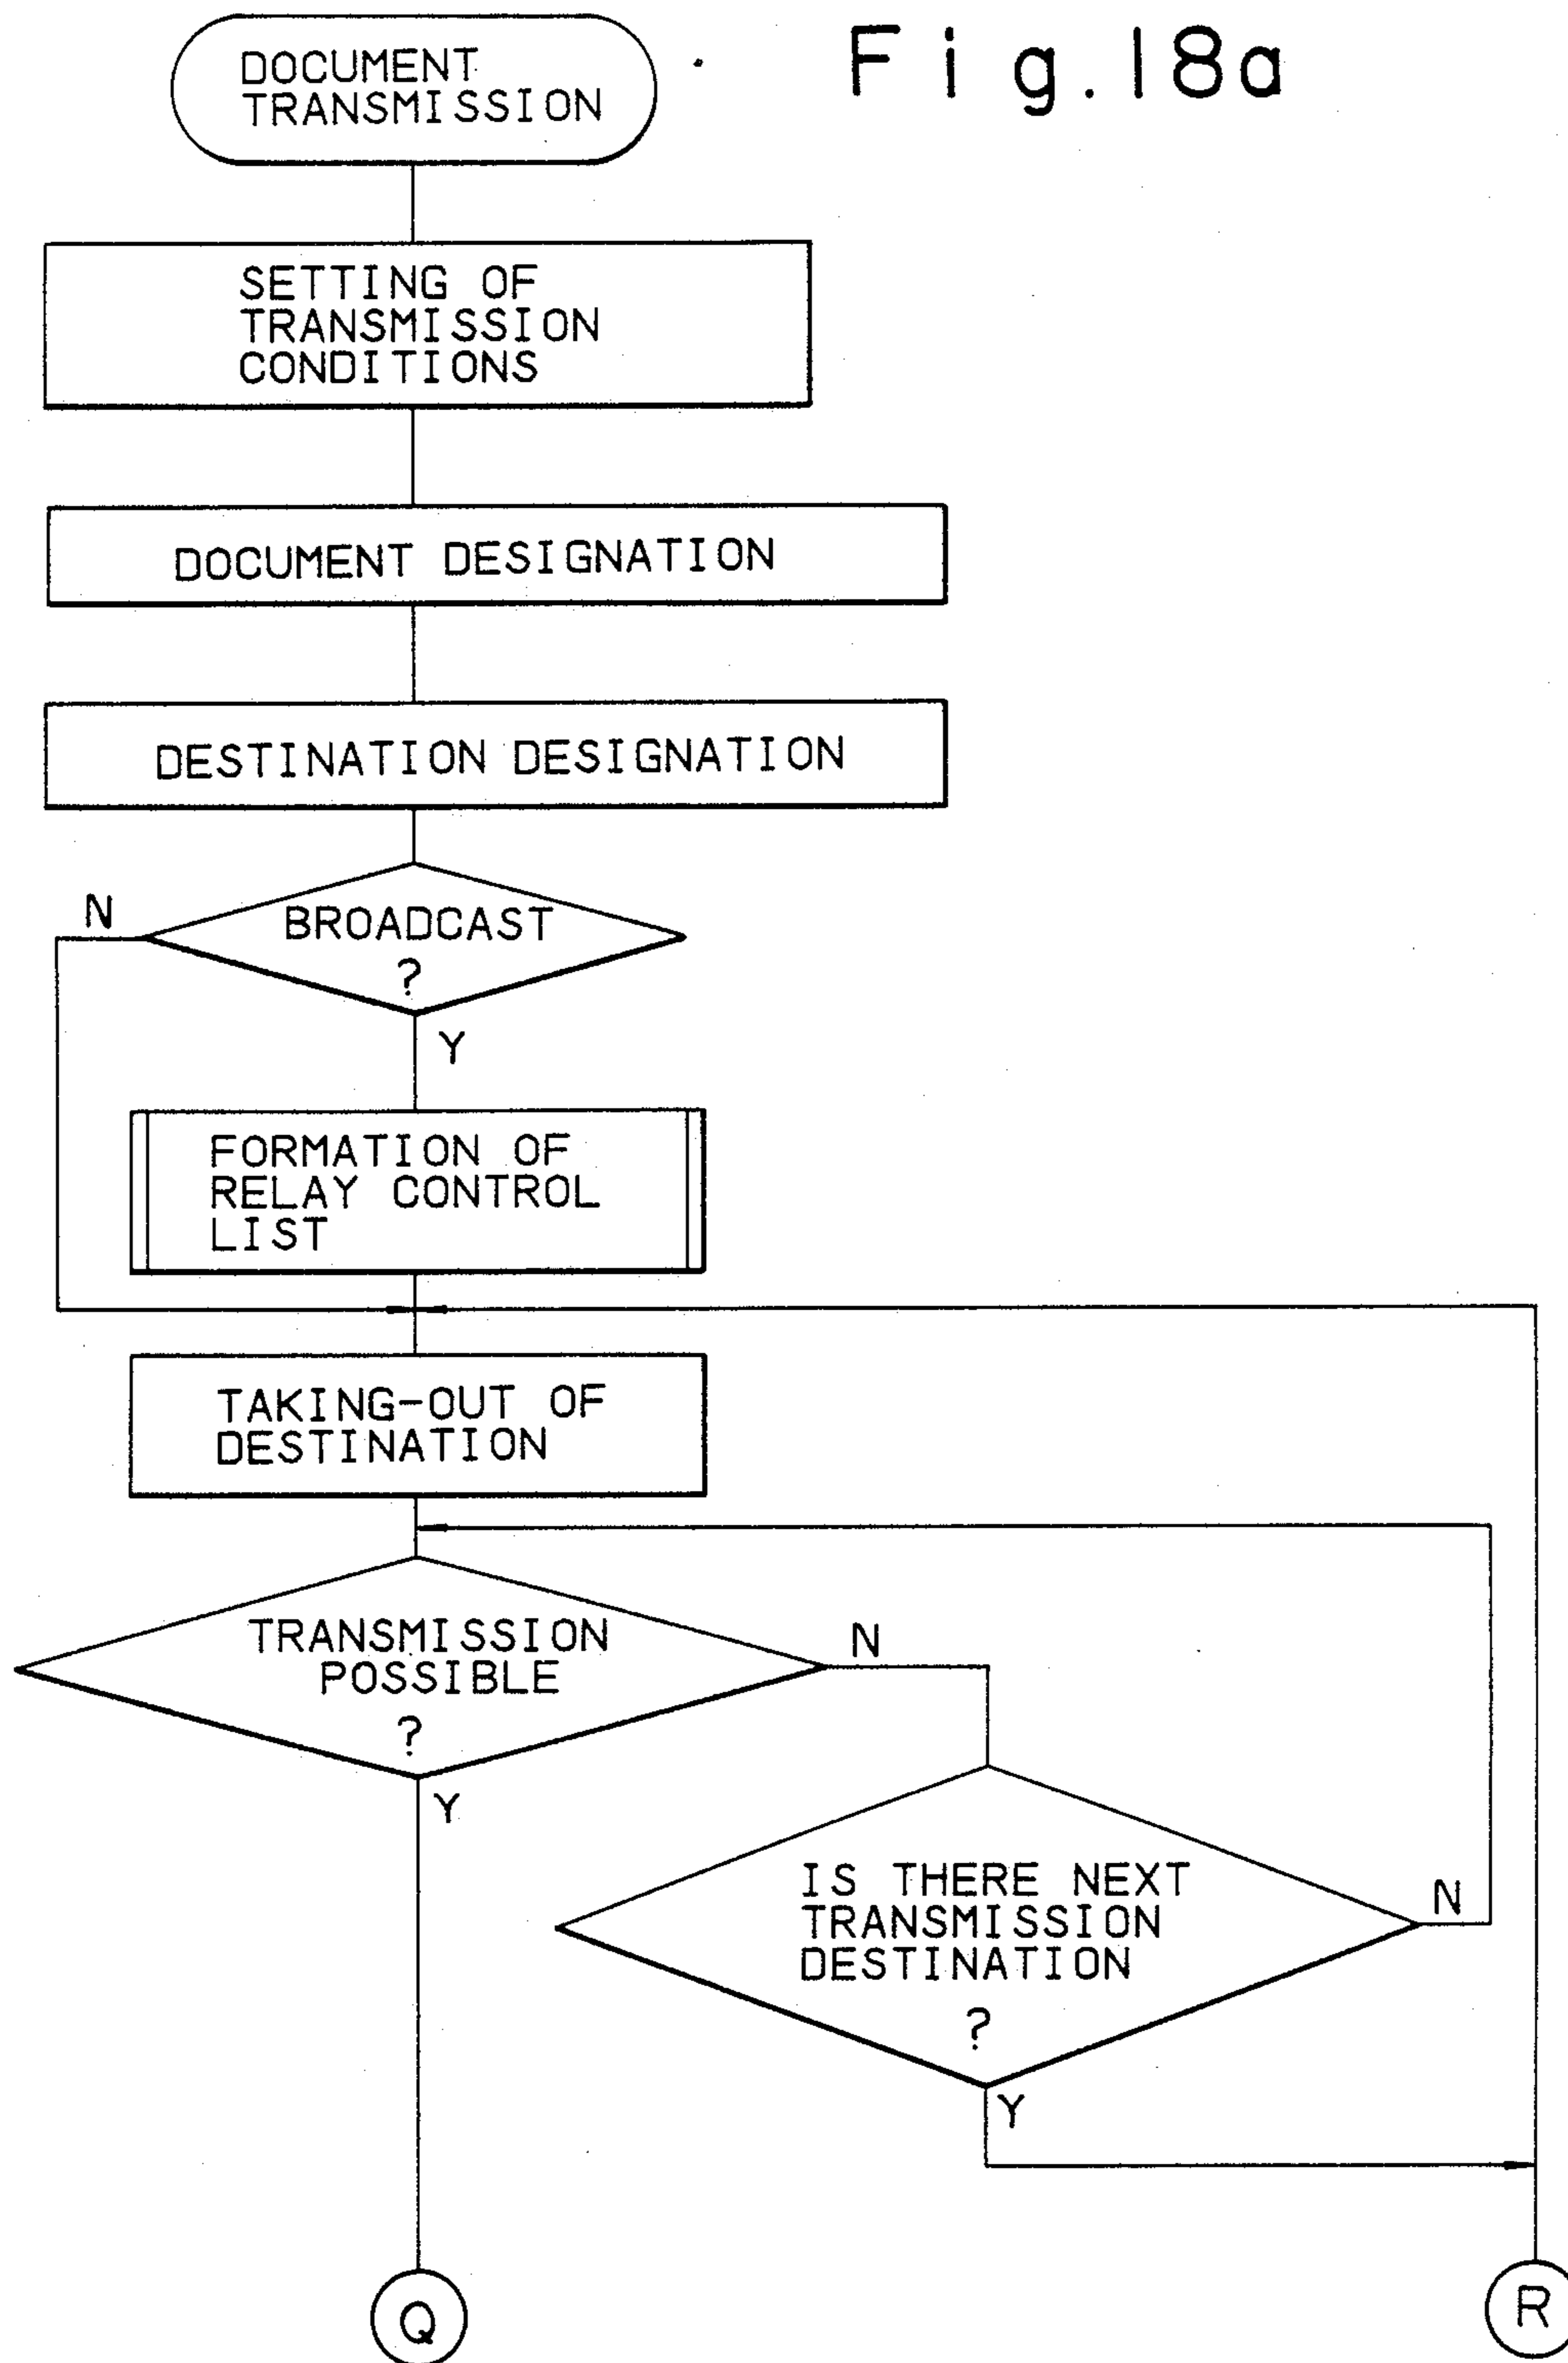 Fig.18a
DOCUMENT
TRANSMISSION
SETTING OF
TRANSMISSION
CONDITIONS
DOCUMENT DESIGNATION
DESTINATION DESIGNATION
N
BROADCAST
?
Y
FORMATION OF
RELAY CONTROL
LIST
TAKING-OUT OF
DESTINATION
TRANSMISSION
POSSIBLE
?
N
Y
IS THERE NEXT
TRANSMISSION
DESTINATION
?
N
Y
Q
R